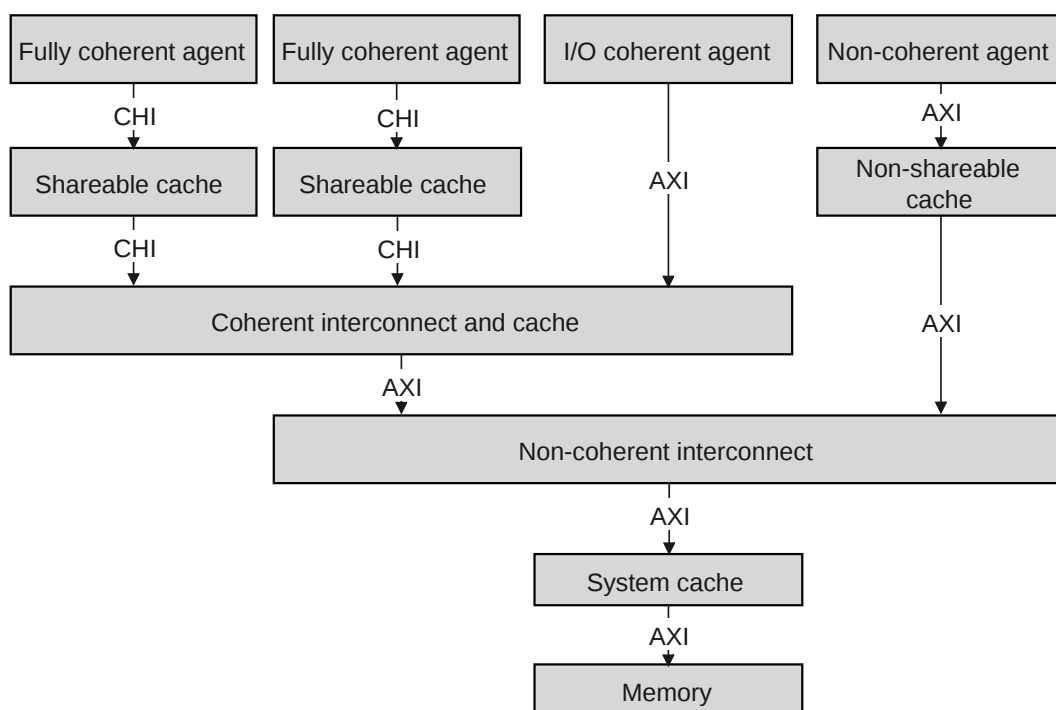 Fully coherent agent
Fully coherent agent
I/O coherent agent
Non-coherent agent
CHI
CHI
AXI
Shareable cache
Shareable cache
AXI
Non-shareable
cache
CHI
CHI
Coherent interconnect and cache
AXI
AXI
Non-coherent interconnect
AXI
System cache
AXI
Memory